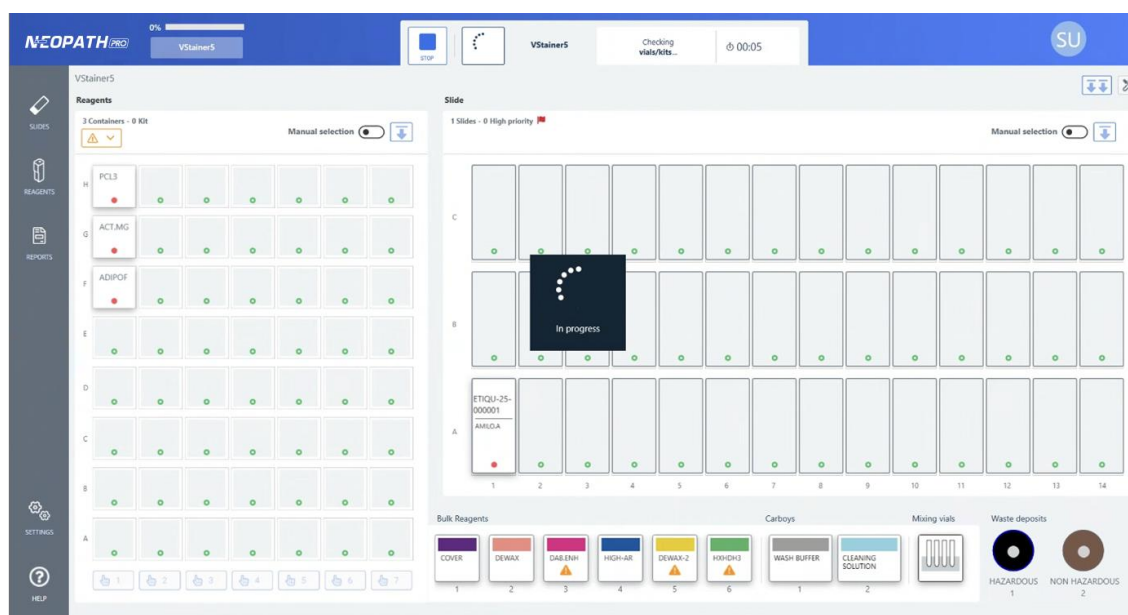 NEOPATH PRO
0%
VStainer5
STOP
VStainer5
Checking
vials/kits...
00:05
SU
SLIDES
REAGENTS
REPORTS
SETTINGS
HELP
VStainer5
Reagents
3 Containers - 0 Kit
Manual selection
H
PCL3
G
ACT.MG
F
ADIPOF
E
D
C
B
A
1 2 3 4 5 6 7
Slide
1 Slides - 0 High priority
Manual selection
C
B
In progress
A
ETIQU-25-
000001
AMILO.A
1 2 3 4 5 6 7 8 9 10 11 12 13 14
Bulk Reagents
COVER
DEWAX
DAB.ENH
HIGH-AR
DEWAX-2
HXHDH3
1 2 3 4 5 6
Carboys
WASH BUFFER
CLEANING
SOLUTION
1 2
Mixing vials
Waste deposits
HAZARDOUS
1
NON HAZARDOUS
2